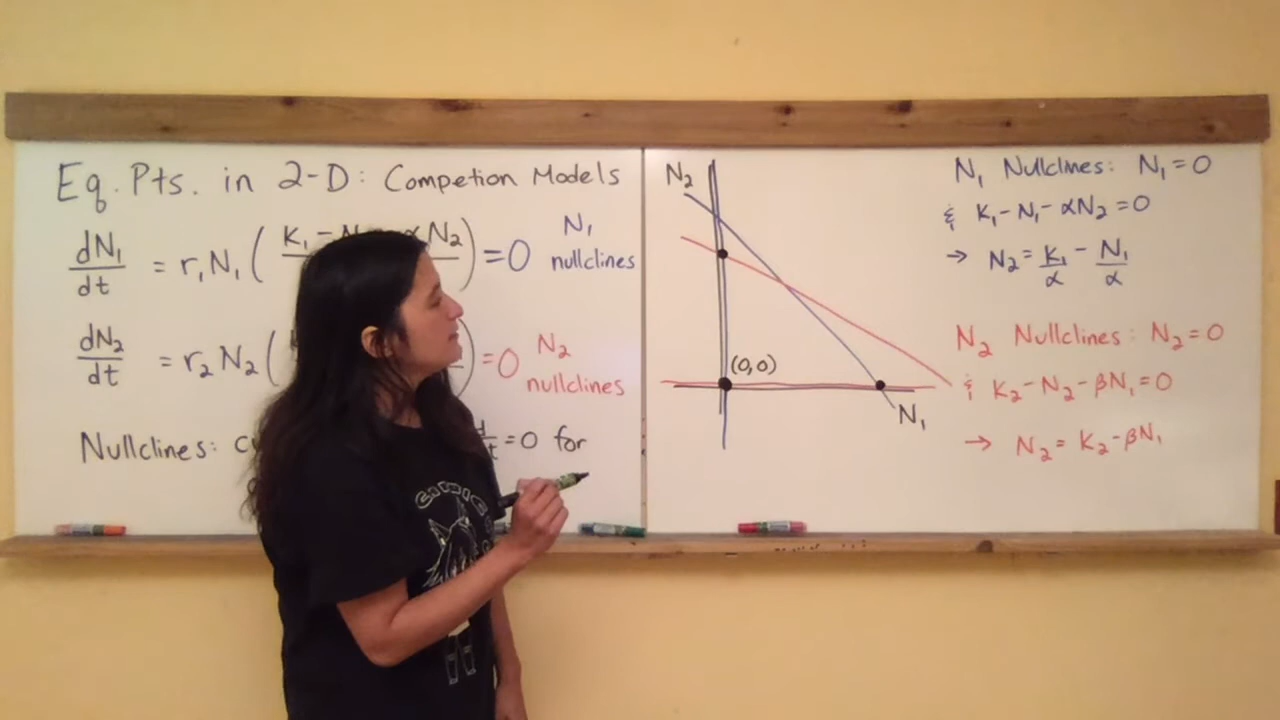 Eq. Pts. in 2-D: Competion Models
dN₁/dt = r₁N₁( K₁ - N αN₂ ) = 0 N₁ nullclines
dN₂/dt = r₂N₂( ) = 0 N₂ nullclines
Nullclines: =0 for
N₂
(0,0)
N₁
N₁ Nullclines: N₁=0
& K₁-N₁-αN₂=0
→ N₂= K₁/α - N₁/α
N₂ Nullclines: N₂=0
& K₂-N₂-βN₁=0
→ N₂= K₂-βN₁